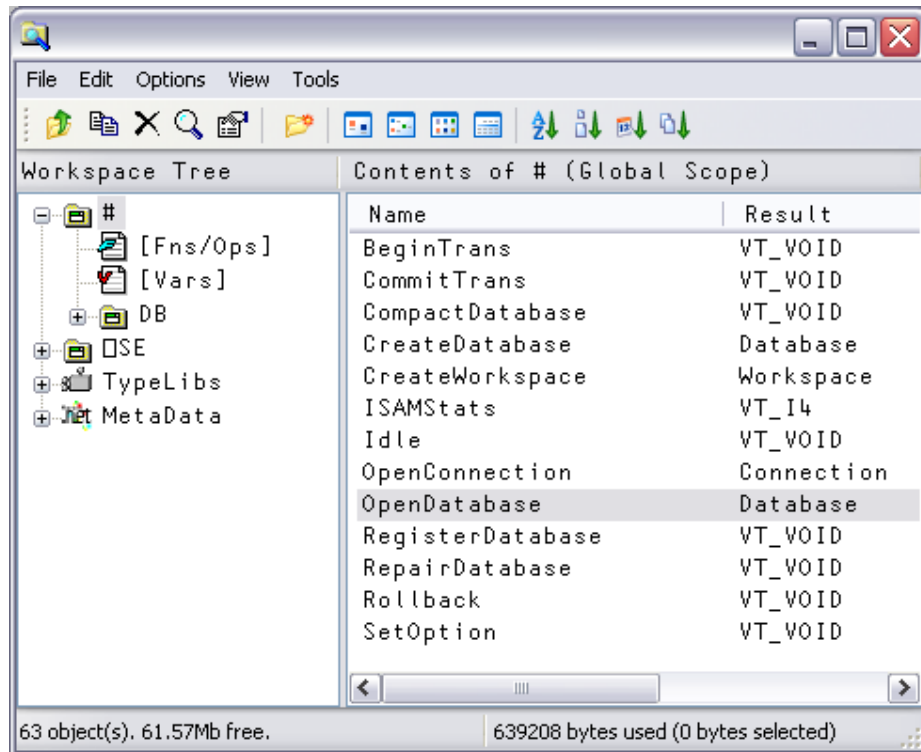 File Edit Options View Tools
Workspace Tree
Contents of # (Global Scope)
#
[Fns/Ops]
[Vars]
DB
⎕SE
TypeLibs
.net MetaData
Name Result
BeginTrans VT_VOID
CommitTrans VT_VOID
CompactDatabase VT_VOID
CreateDatabase Database
CreateWorkspace Workspace
ISAMStats VT_I4
Idle VT_VOID
OpenConnection Connection
OpenDatabase Database
RegisterDatabase VT_VOID
RepairDatabase VT_VOID
Rollback VT_VOID
SetOption VT_VOID
63 object(s). 61.57Mb free.
639208 bytes used (0 bytes selected)